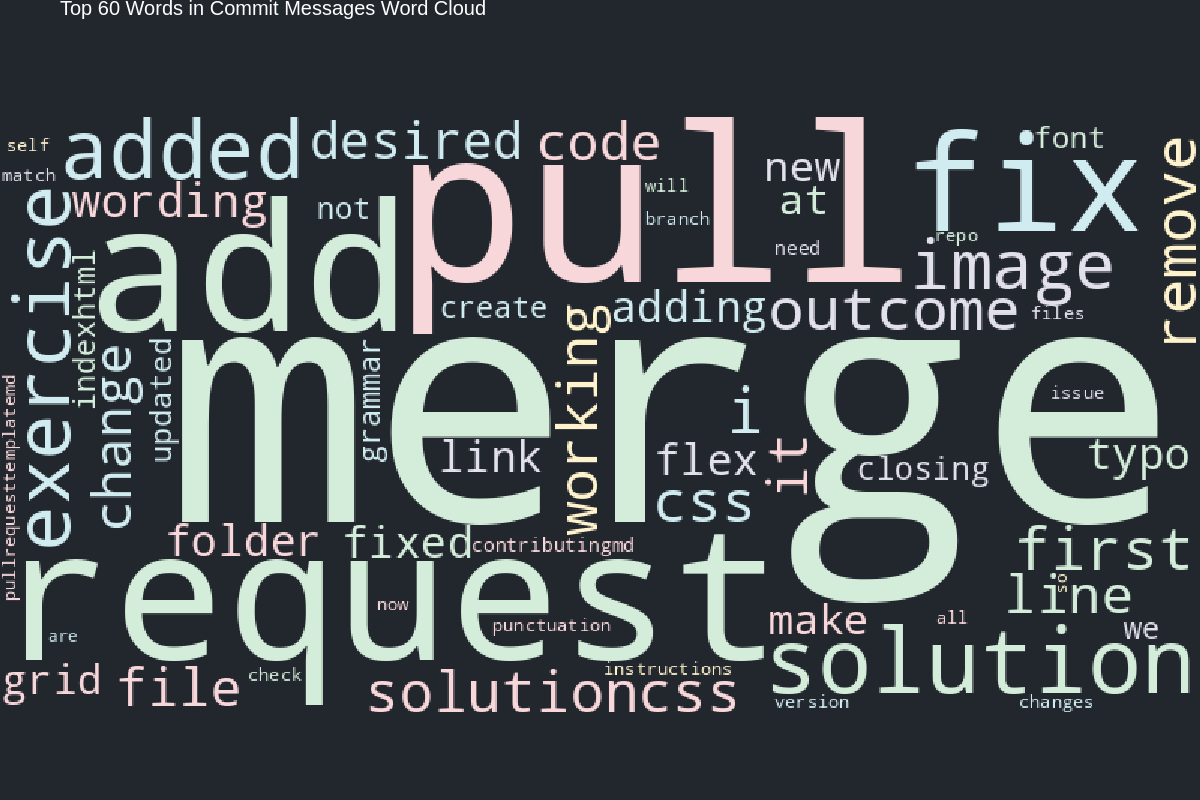 Top 60 Words in Commit Messages Word Cloud
self
added
desired
code
pull
new
fix
font
remove
match
wording
not
will
at
branch
need
repo
exercise
add
image
indexhtml
create
adding
outcome
files
working
change
updated
merge
grammar
i
issue
link
flex
it
closing
typo
css
pullrequesttemplatemd
folder
fixed
contributingmd
first
request
so
line
now
punctuation
make
all
we
are
solution
grid
file
check
instructions
solutioncss
version
changes